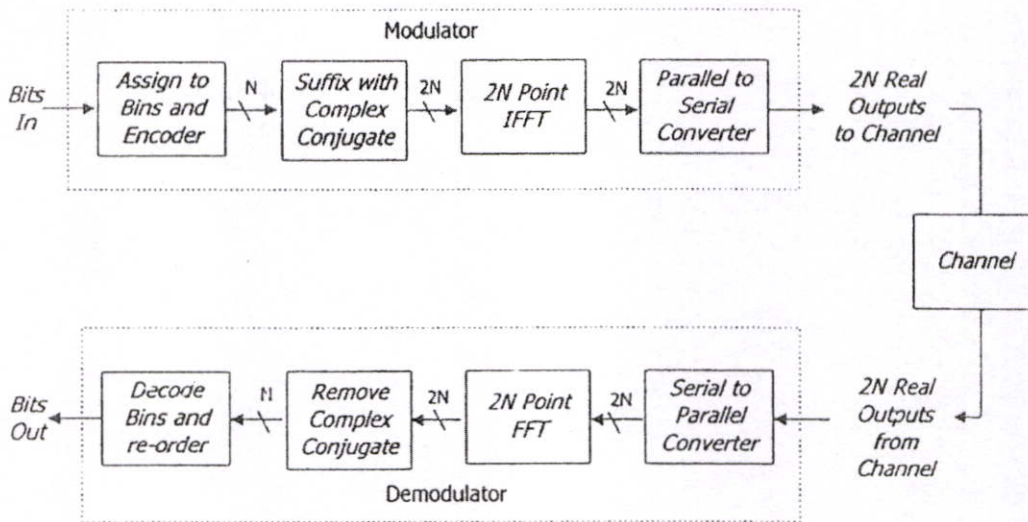 Modulator
Bits
In
Assign to
Bins and
Encoder
N
Suffix with
Complex
Conjugate
2N
2N Point
IFFT
2N
Parallel to
Serial
Converter
2N Real
Outputs
to Channel
Channel
Bits
Out
Decode
Bins and
re-order
N
Remove
Complex
Conjugate
2N
2N Point
FFT
2N
Serial to
Parallel
Converter
2N Real
Outputs
from
Channel
Demodulator